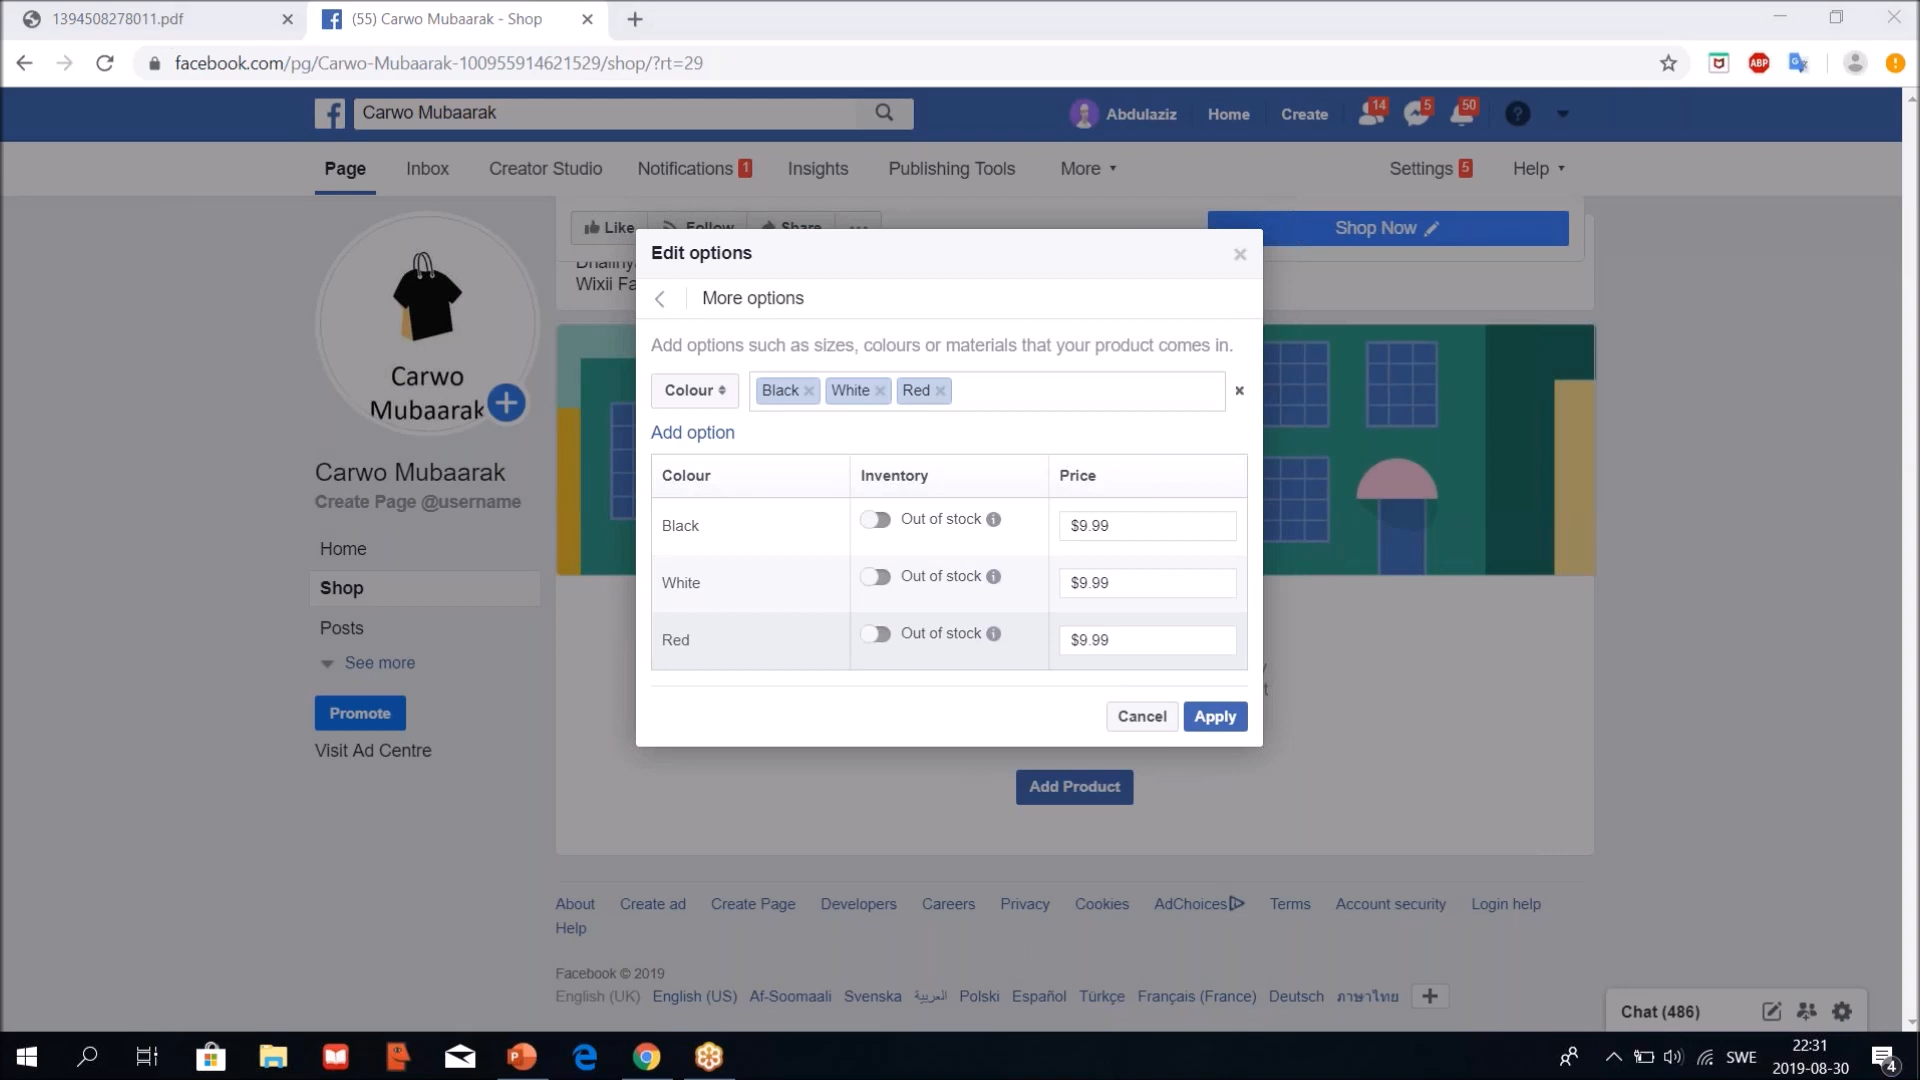 1394508278011.pdf
(55) Carwo Mubaarak - Shop
facebook.com/pg/Carwo-Mubaarak-100955914621529/shop/?rt=29
ABP
Carwo Mubaarak
Abdulaziz
Home
Create
14
5
50
Page
Inbox
Creator Studio
Notifications 1
Insights
Publishing Tools
More
Settings 5
Help
Like
Follow
Share
Shop Now
Wixii Fa
Carwo
Mubaarak
Carwo Mubaarak
Create Page @username
Home
Shop
Posts
See more
Promote
Visit Ad Centre
Edit options
More options
Add options such as sizes, colours or materials that your product comes in.
Colour Black White Red
Add option
Colour Inventory Price
Black Out of stock $9.99
White Out of stock $9.99
Red Out of stock $9.99
Cancel Apply
Add Product
About Create ad Create Page Developers Careers Privacy Cookies AdChoices Terms Account security Login help
Help
Facebook © 2019
English (UK) English (US) Af-Soomaali Svenska العربية Polski Español Türkçe Français (France) Deutsch ภาษาไทย
Chat (486)
SWE
22:31
2019-08-30
4